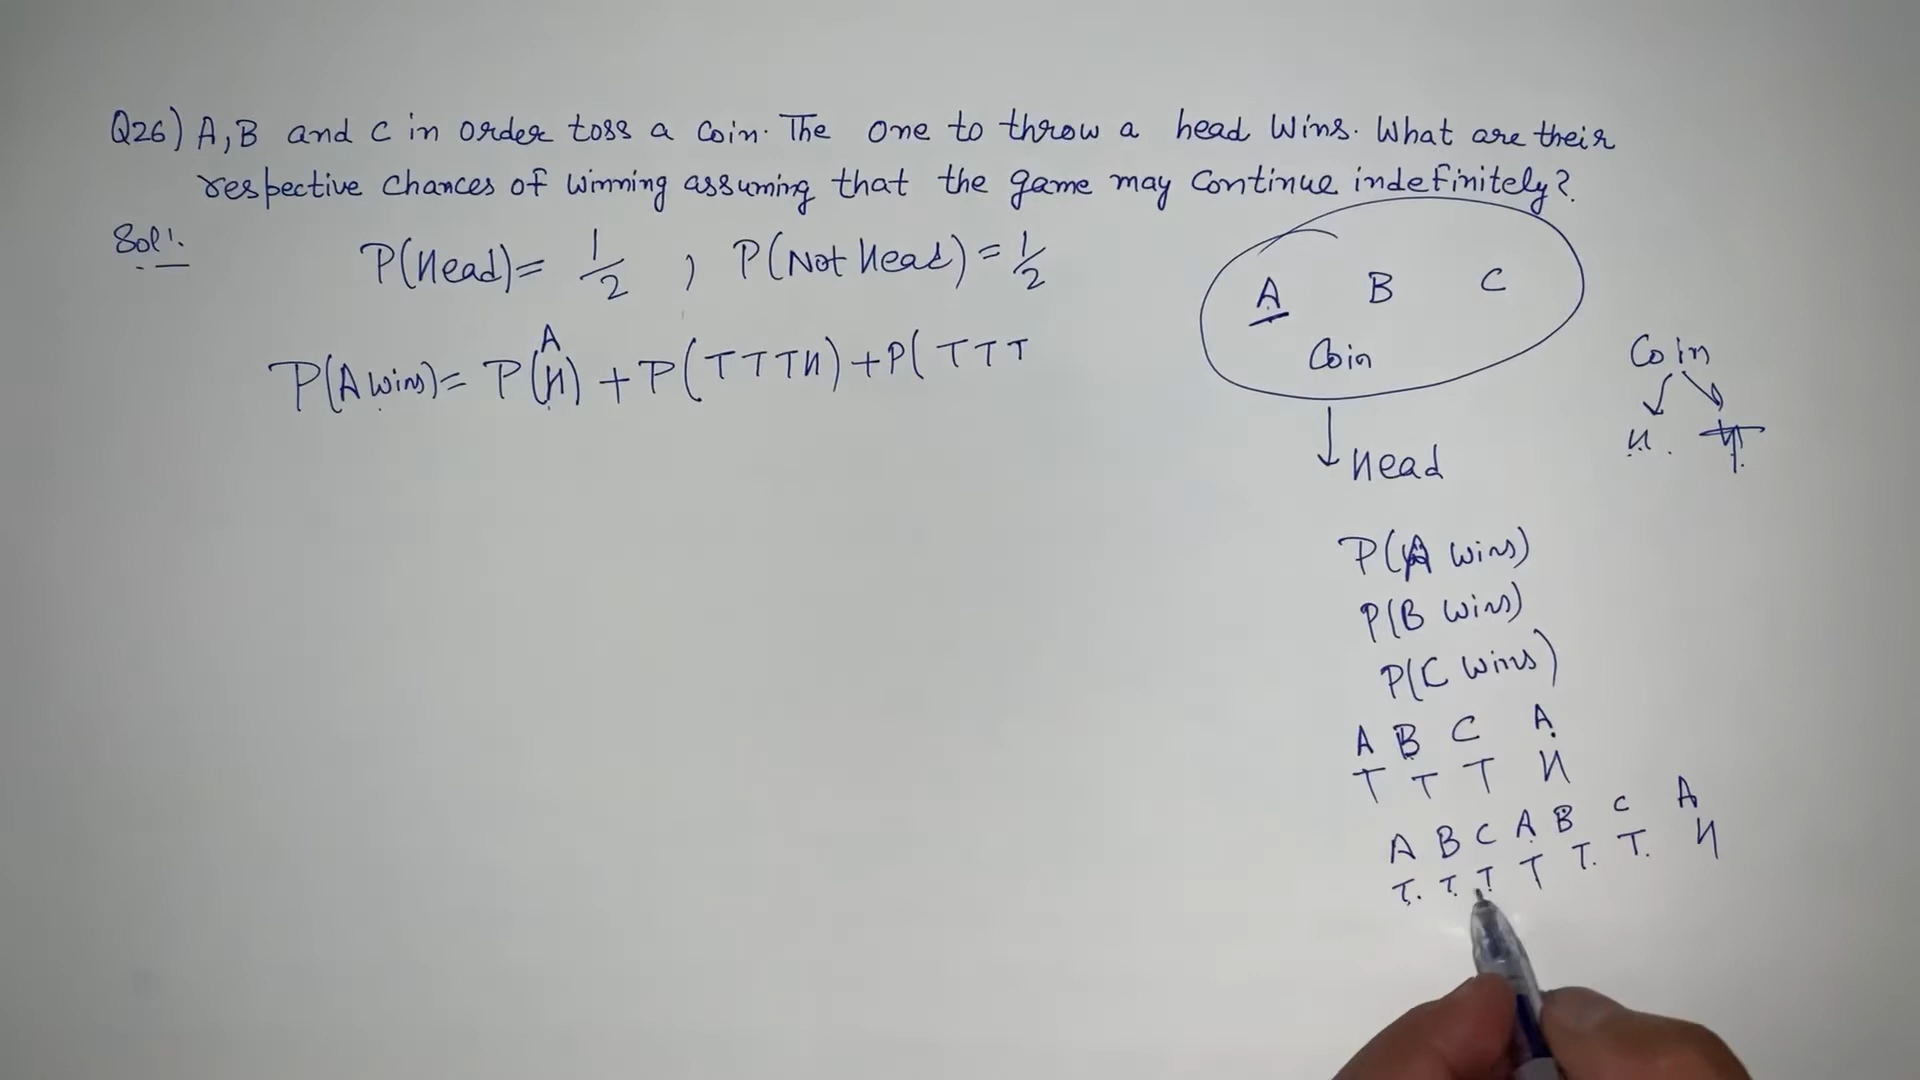 Q26) A, B and C in order toss a coin. The one to throw a head wins. What are their
respective chances of winning assuming that the game may continue indefinitely?
Solⁿ.
P(Head) = 1/2 , P(Not Head) = 1/2
A
P(A wins) = P(H) + P(TTTH) + P( TTT
A B C
Coin
Head
Coin
H. T.
P(A wins)
P(B wins)
P(C wins)
A B C A
T T T H
A B C A B C A
T. T. T T T. T. H